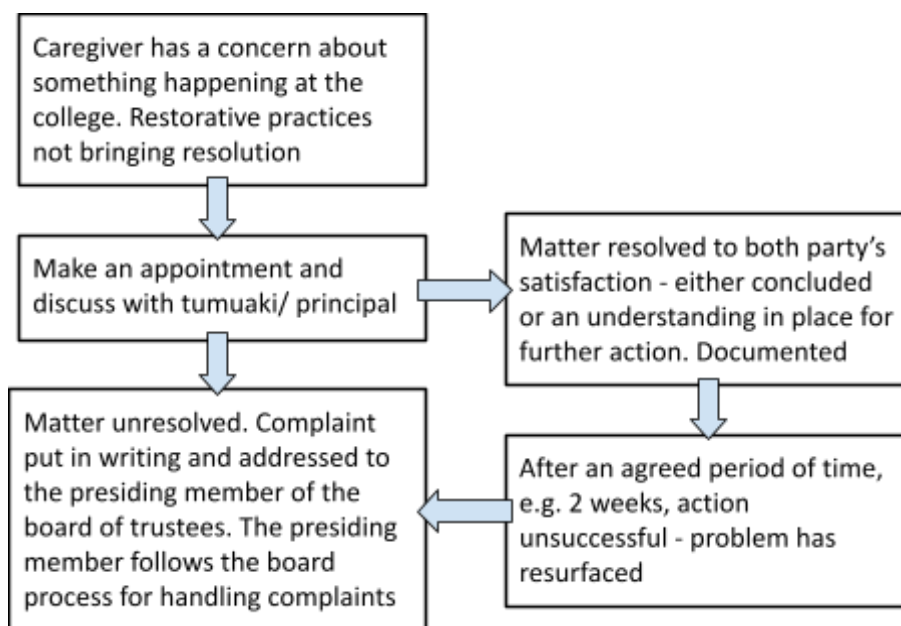 Caregiver has a concern about
something happening at the
college. Restorative practices
not bringing resolution
Make an appointment and
discuss with tumuaki/ principal
Matter resolved to both party’s
satisfaction - either concluded
or an understanding in place for
further action. Documented
After an agreed period of time,
e.g. 2 weeks, action
unsuccessful - problem has
resurfaced
Matter unresolved. Complaint
put in writing and addressed to
the presiding member of the
board of trustees. The presiding
member follows the board
process for handling complaints